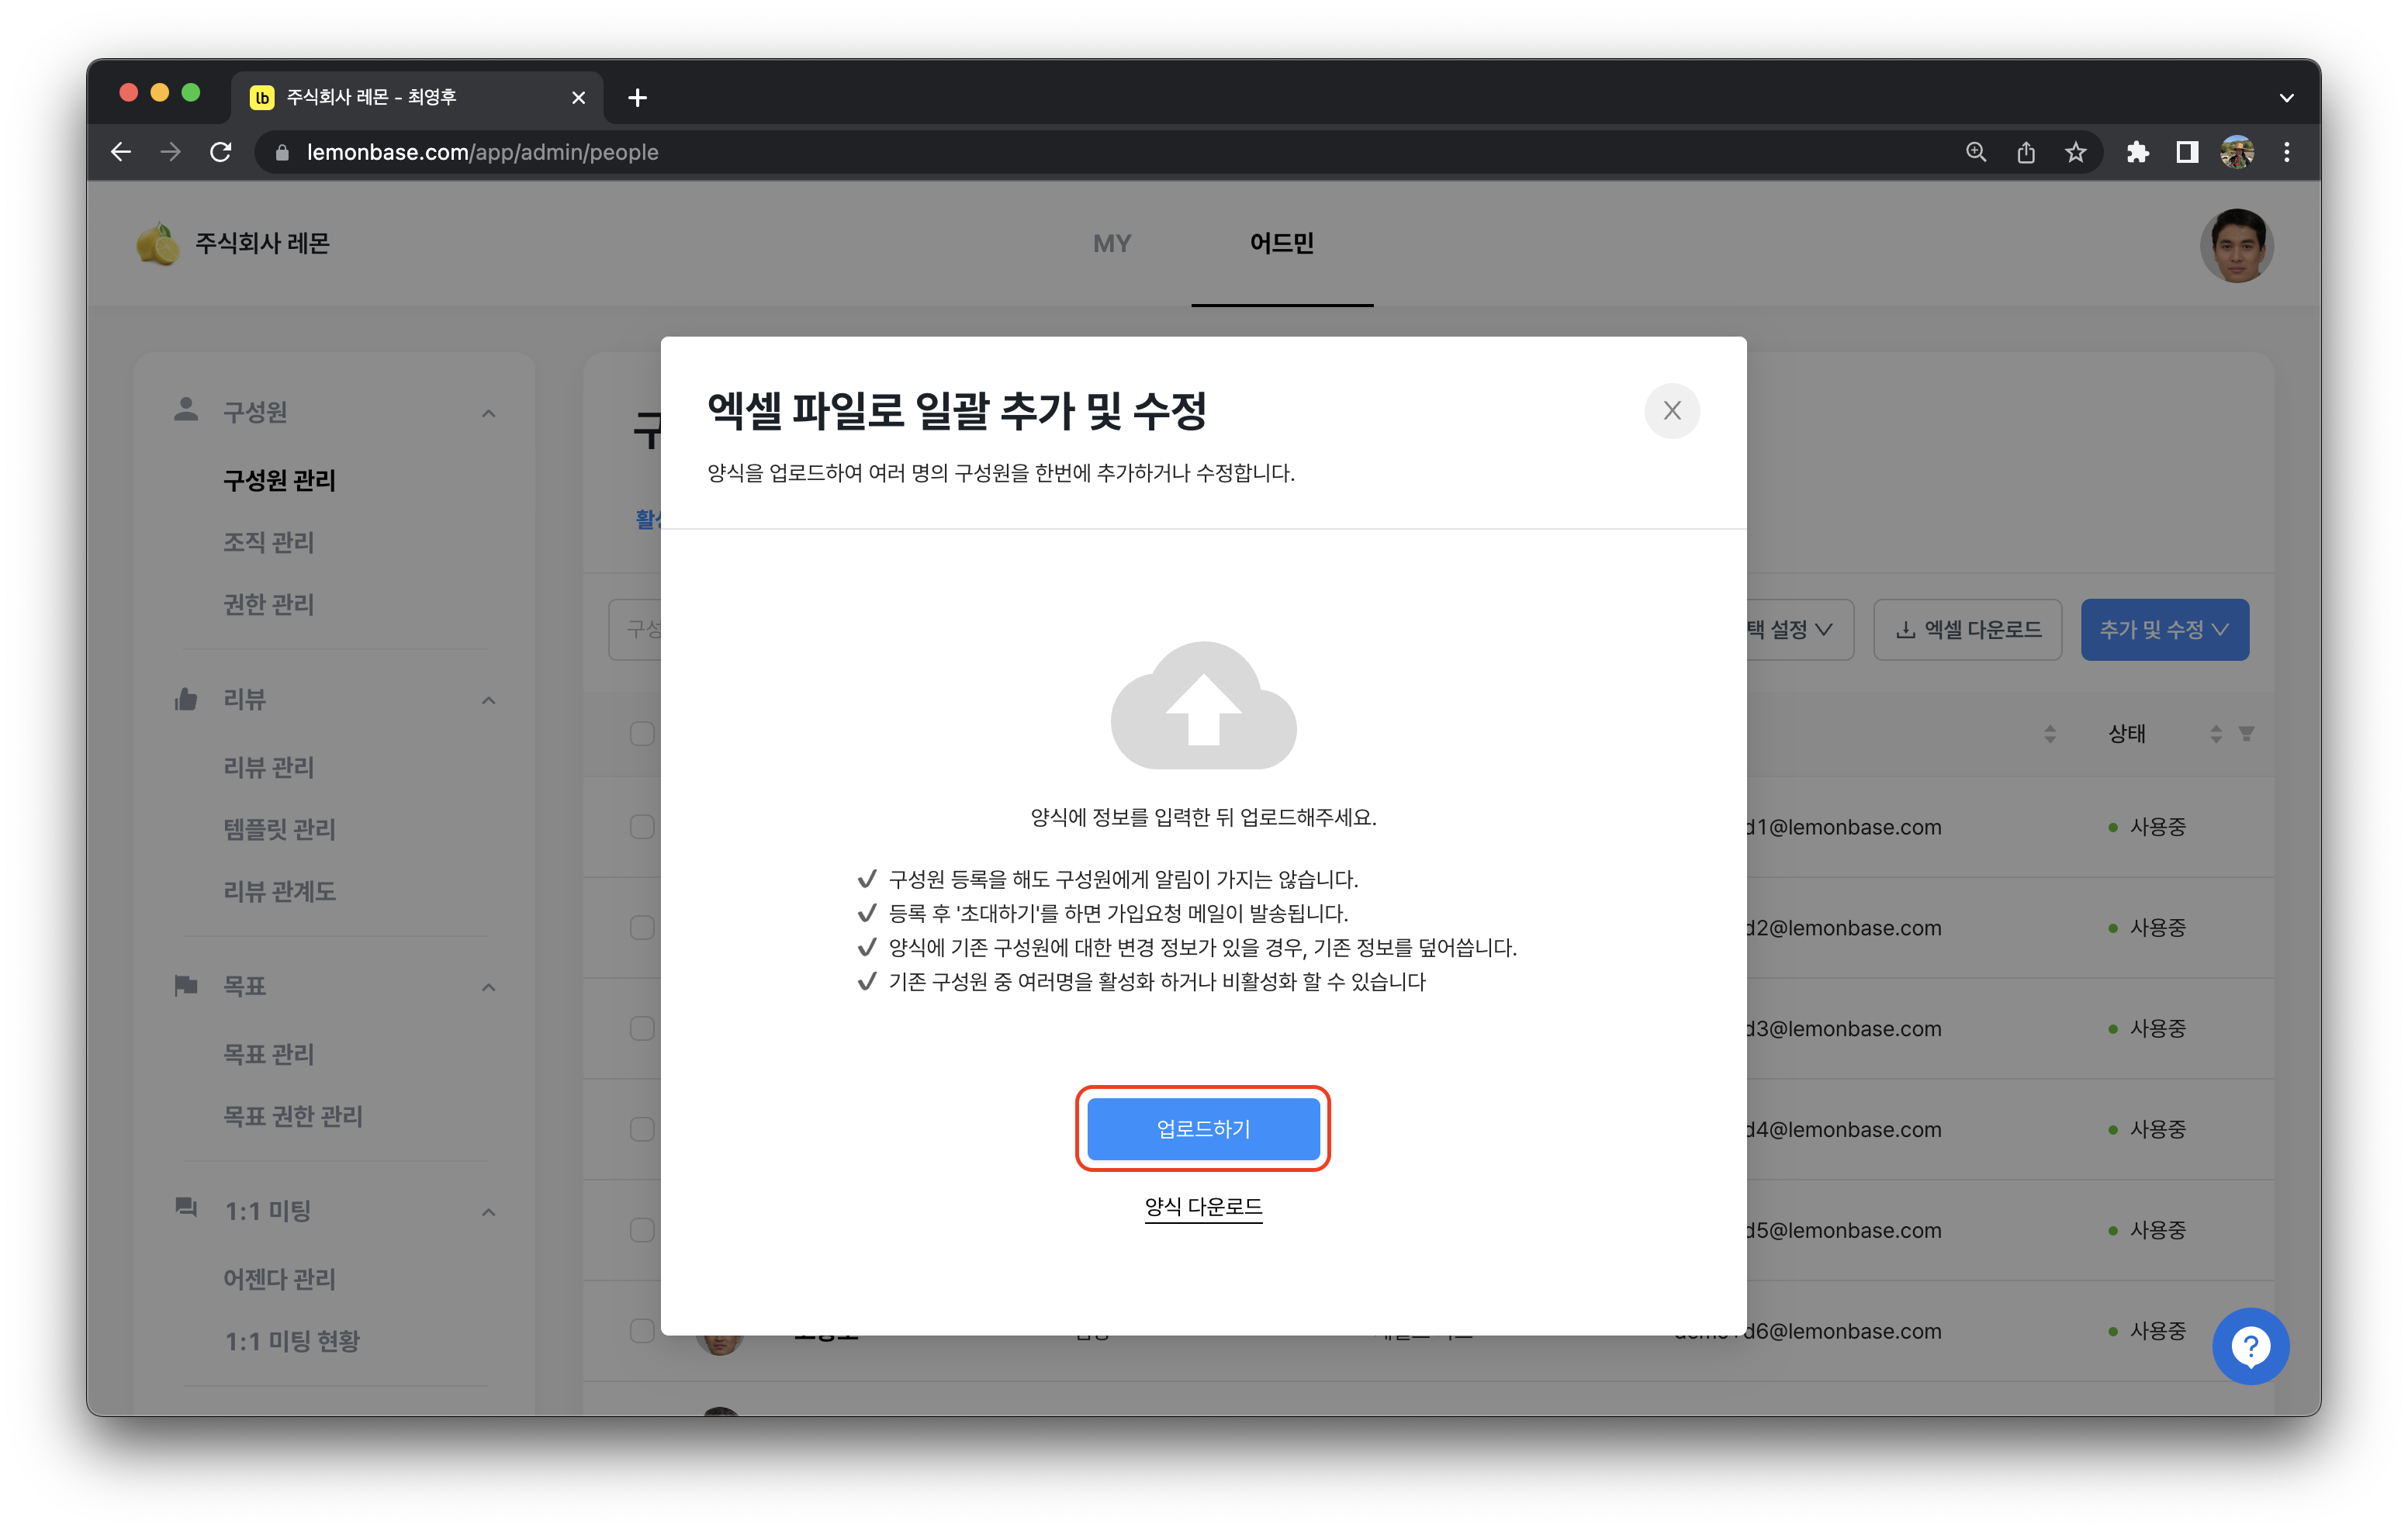 lb 주식회사 레몬 - 최영후
lemonbase.com/app/admin/people
주식회사 레몬
MY
어드민
구성원
구성원 관리
조직 관리
권한 관리
리뷰
리뷰 관리
템플릿 관리
리뷰 관계도
목표
목표 관리
목표 권한 관리
1:1 미팅
어젠다 관리
1:1 미팅 현황
엑셀 파일로 일괄 추가 및 수정
양식을 업로드하여 여러 명의 구성원을 한번에 추가하거나 수정합니다.
양식에 정보를 입력한 뒤 업로드해주세요.
구성원 등록을 해도 구성원에게 알림이 가지는 않습니다.
등록 후 '초대하기'를 하면 가입요청 메일이 발송됩니다.
양식에 기존 구성원에 대한 변경 정보가 있을 경우, 기존 정보를 덮어씁니다.
기존 구성원 중 여러명을 활성화 하거나 비활성화 할 수 있습니다
업로드하기
양식 다운로드
구
구성
택 설정
엑셀 다운로드
추가 및 수정
상태
d1@lemonbase.com 사용중
d2@lemonbase.com 사용중
d3@lemonbase.com 사용중
d4@lemonbase.com 사용중
d5@lemonbase.com 사용중
d6@lemonbase.com 사용중